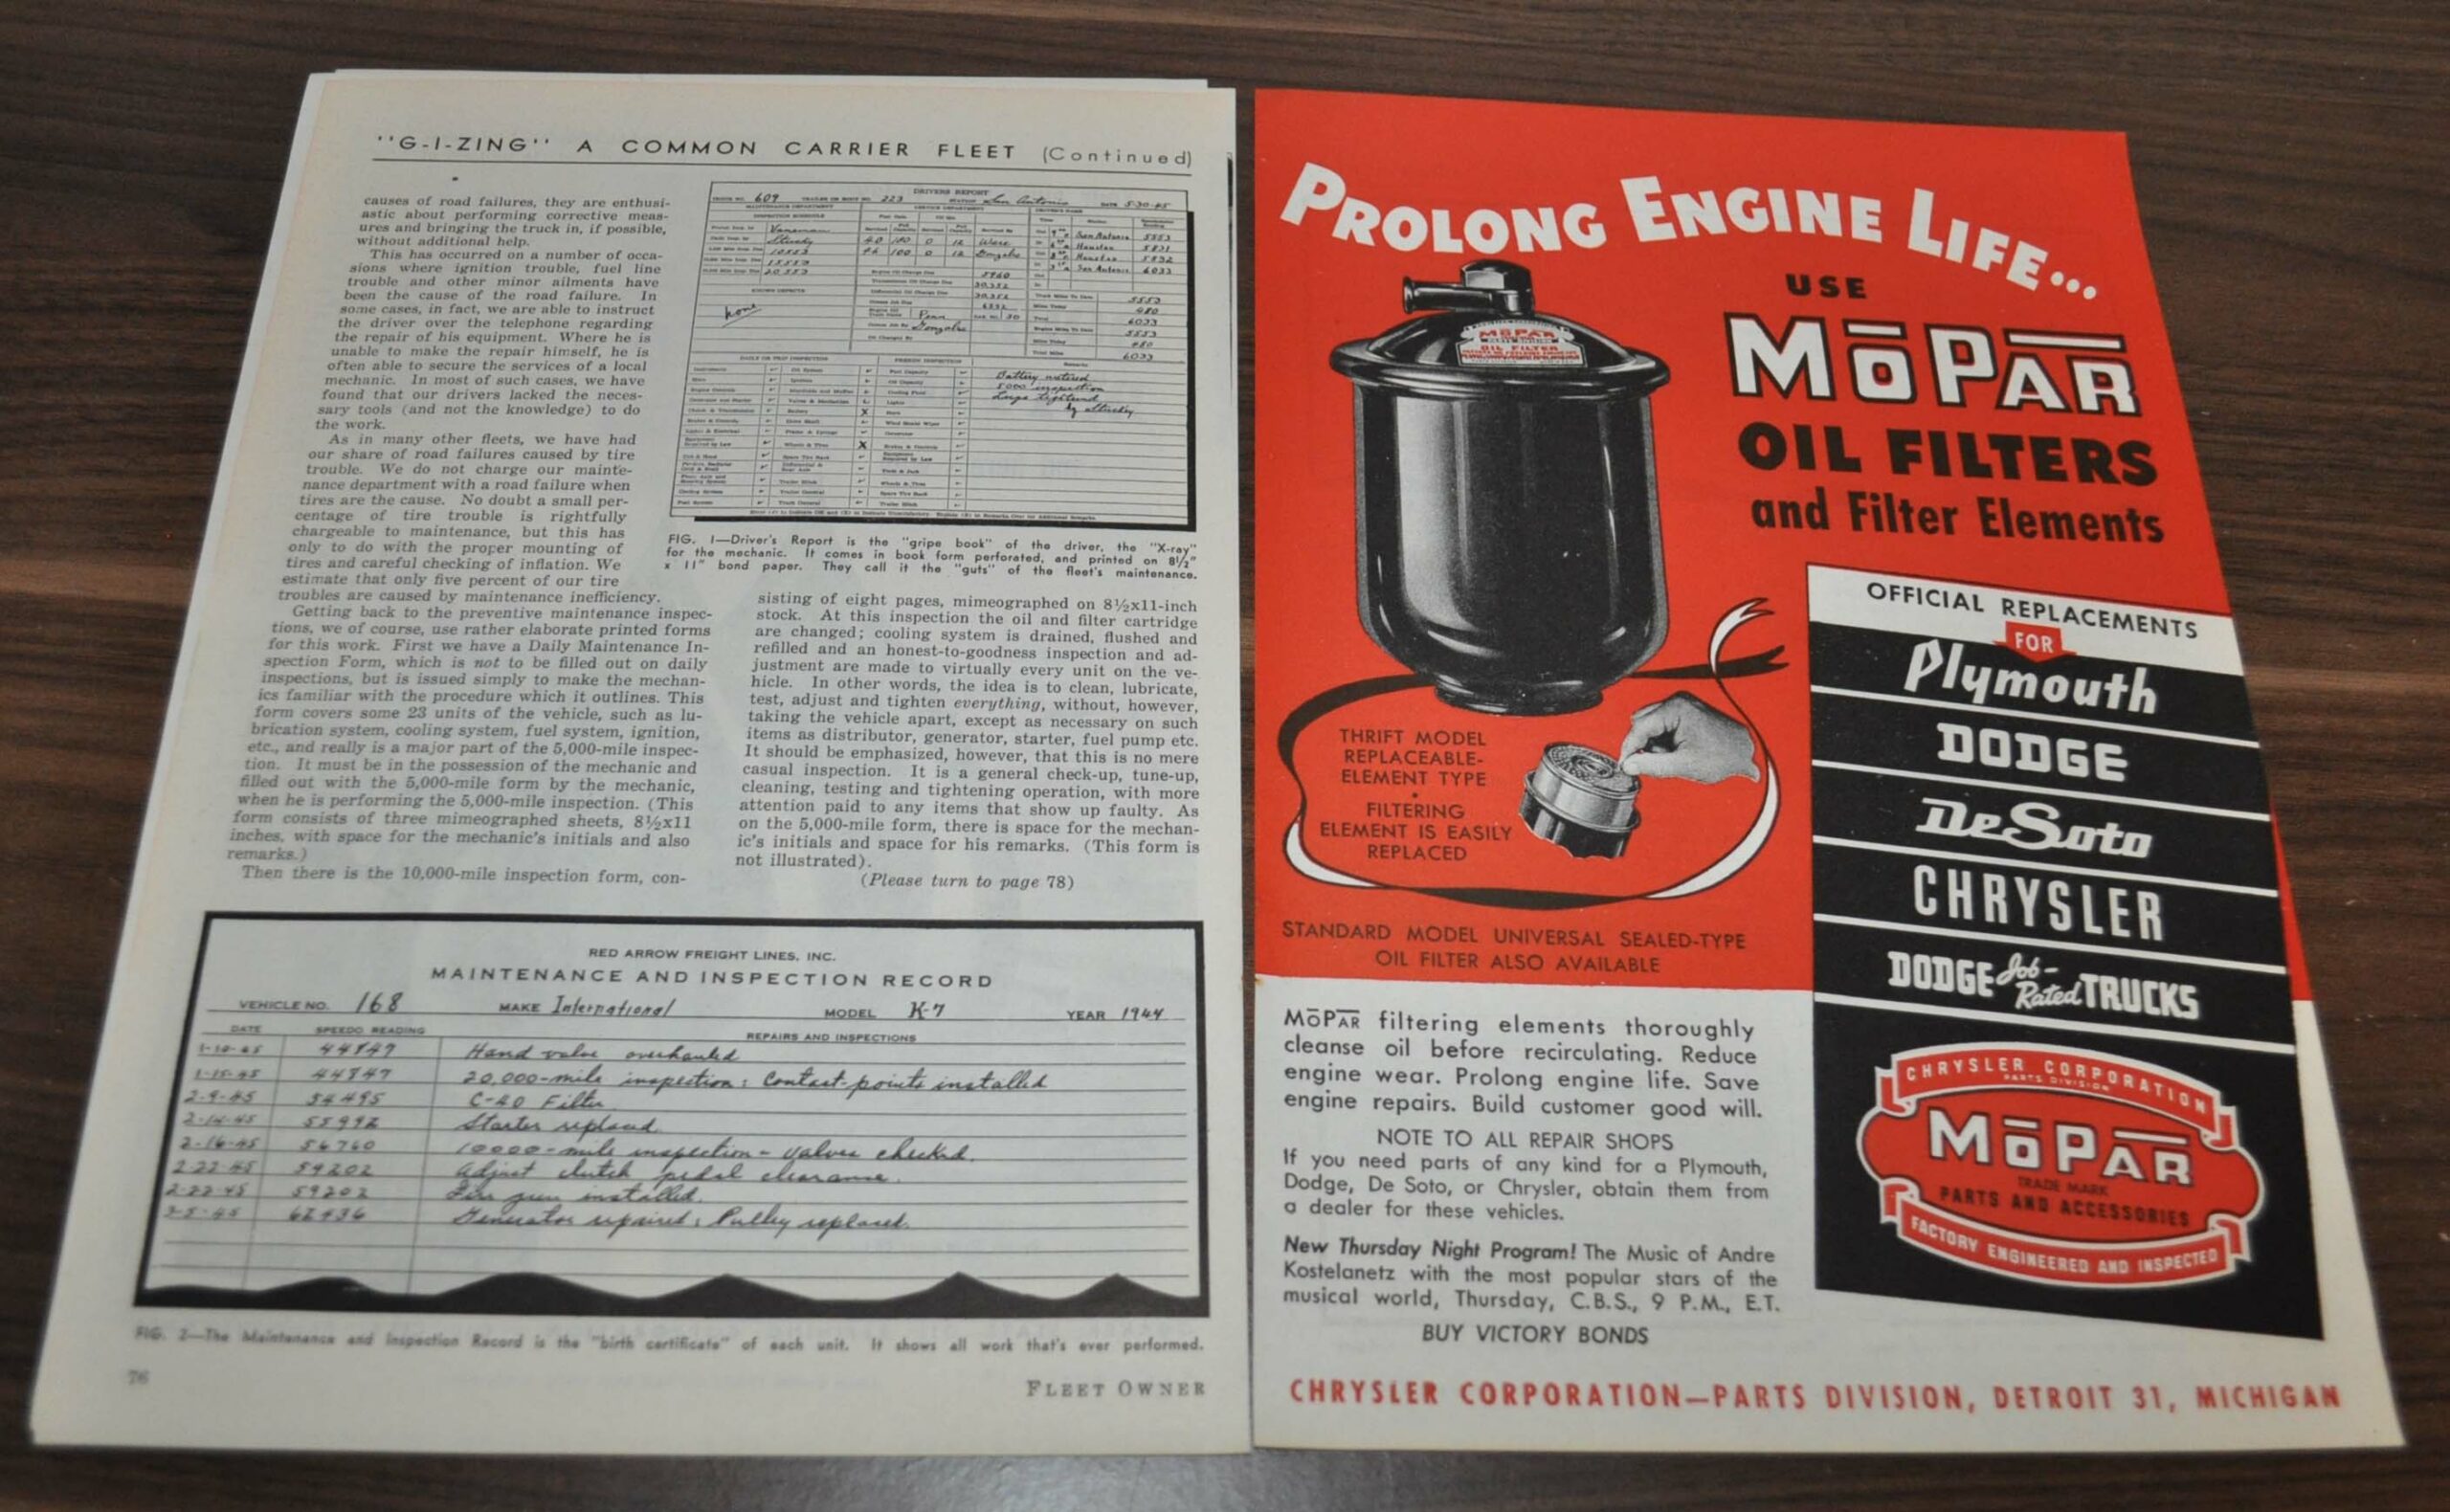 "G-I-ZING" A COMMON CARRIER FLEET (Continued)
causes of road failures, they are enthusi-
astic about performing corrective meas-
ures and bringing the truck in, if possible,
without additional help.
This has occurred on a number of occa-
sions where ignition trouble, fuel line
trouble and other minor ailments have
been the cause of the road failure. In
some cases, in fact, we are able to instruct
the driver over the telephone regarding
the repair of his equipment. Where he is
unable to make the repair himself, he is
often able to secure the services of a local
mechanic. In most of such cases, we have
found that our drivers lacked the neces-
sary tools (and not the knowledge) to do
the work.
As in many other fleets, we have had
our share of road failures caused by tire
trouble. We do not charge our mainte-
nance department with a road failure when
tires are the cause. No doubt a small per-
centage of tire trouble is rightfully
chargeable to maintenance, but this has
only to do with the proper mounting of
tires and careful checking of inflation. We
estimate that only five percent of our tire
troubles are caused by maintenance inefficiency.
Getting back to the preventive maintenance inspec-
tions, we of course, use rather elaborate printed forms
for this work. First we have a Daily Maintenance In-
spection Form, which is not to be filled out on daily
inspections, but is issued simply to make the mechan-
ics familiar with the procedure which it outlines. This
form covers some 23 units of the vehicle, such as lu-
brication system, cooling system, fuel system, ignition,
etc., and really is a major part of the 5,000-mile inspec-
tion. It must be in the possession of the mechanic and
filled out with the 5,000-mile form by the mechanic,
when he is performing the 5,000-mile inspection. (This
form consists of three mimeographed sheets, 8½x11
inches, with space for the mechanic's initials and also
remarks.)
Then there is the 10,000-mile inspection form, con-
DRIVERS REPORT
609 223 San Antonio DATE 5-30-45
none
Battery watered
5000 inspection
Lugs tightened
by Stucky
FIG. 1—Driver's Report is the "gripe book" of the driver, the "X-ray"
for the mechanic. It comes in book form perforated, and printed on 8½"
x 11" bond paper. They call it the "guts" of the fleet's maintenance.
sisting of eight pages, mimeographed on 8½x11-inch
stock. At this inspection the oil and filter cartridge
are changed; cooling system is drained, flushed and
refilled and an honest-to-goodness inspection and ad-
justment are made to virtually every unit on the ve-
hicle. In other words, the idea is to clean, lubricate,
test, adjust and tighten everything, without, however,
taking the vehicle apart, except as necessary on such
items as distributor, generator, starter, fuel pump etc.
It should be emphasized, however, that this is no mere
casual inspection. It is a general check-up, tune-up,
cleaning, testing and tightening operation, with more
attention paid to any items that show up faulty. As
on the 5,000-mile form, there is space for the mechan-
ic's initials and space for his remarks. (This form is
not illustrated).
(Please turn to page 78)
RED ARROW FREIGHT LINES, INC.
MAINTENANCE AND INSPECTION RECORD
VEHICLE NO. 168 MAKE International MODEL K-7 YEAR 1944
DATE SPEEDO READING REPAIRS AND INSPECTIONS
1-10-45 44847 Hand valve overhauled
1-15-45 44847 20,000-mile inspection; Contact-points installed
2-9-45 54495 C-40 Filter
2-14-45 55992 Starter replaced
2-16-45 56760 10000-mile inspection - valves checked.
2-22-45 59202 Adjust clutch pedal clearance.
2-22-45 59202 Fire gun installed.
3-5-45 62436 Generator repaired; Pulley replaced.
FIG. 2—The Maintenance and Inspection Record is the "birth certificate" of each unit. It shows all work that's ever performed.
76
FLEET OWNER
PROLONG ENGINE LIFE...
USE
MOPAR
OIL FILTERS
and Filter Elements
MOPAR
OIL FILTER
OFFICIAL REPLACEMENTS
FOR
Plymouth
DODGE
DeSoto
CHRYSLER
DODGE Job-Rated TRUCKS
THRIFT MODEL
REPLACEABLE-
ELEMENT TYPE
•
FILTERING
ELEMENT IS EASILY
REPLACED
STANDARD MODEL UNIVERSAL SEALED-TYPE
OIL FILTER ALSO AVAILABLE
MOPAR filtering elements thoroughly
cleanse oil before recirculating. Reduce
engine wear. Prolong engine life. Save
engine repairs. Build customer good will.
NOTE TO ALL REPAIR SHOPS
If you need parts of any kind for a Plymouth,
Dodge, De Soto, or Chrysler, obtain them from
a dealer for these vehicles.
New Thursday Night Program! The Music of Andre
Kostelanetz with the most popular stars of the
musical world, Thursday, C.B.S., 9 P.M., E.T.
BUY VICTORY BONDS
CHRYSLER CORPORATION
PARTS DIVISION
MOPAR
TRADE MARK
PARTS AND ACCESSORIES
FACTORY ENGINEERED AND INSPECTED
CHRYSLER CORPORATION—PARTS DIVISION, DETROIT 31, MICHIGAN